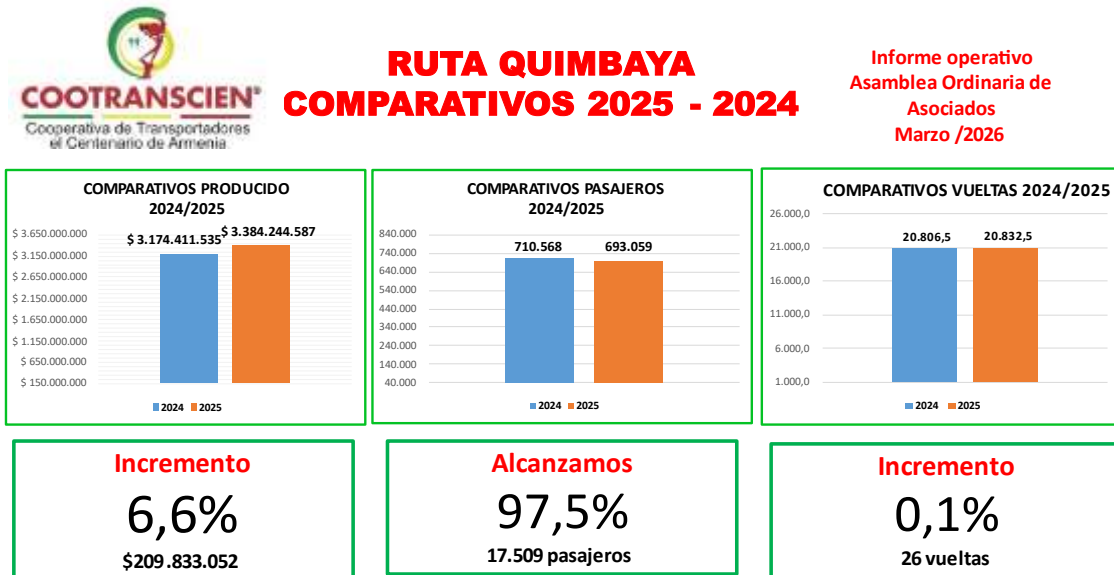 COOTRANSCIEN®
Cooperativa de Transportadores
el Centenario de Armenia
RUTA QUIMBAYA
COMPARATIVOS 2025 - 2024
Informe operativo
Asamblea Ordinaria de
Asociados
Marzo /2026
COMPARATIVOS PRODUCIDO
2024/2025
$ 3.650.000.000
$ 3.150.000.000
$ 2.650.000.000
$ 2.150.000.000
$ 1.650.000.000
$ 1.150.000.000
$ 650.000.000
$ 150.000.000
$ 3.174.411.535
$ 3.384.244.587
2024 2025
COMPARATIVOS PASAJEROS
2024/2025
840.000
740.000
640.000
540.000
440.000
340.000
240.000
140.000
40.000
710.568
693.059
2024 2025
COMPARATIVOS VUELTAS 2024/2025
26.000,0
21.000,0
16.000,0
11.000,0
6.000,0
1.000,0
20.806,5
20.832,5
2024 2025
Incremento
6,6%
$209.833.052
Alcanzamos
97,5%
17.509 pasajeros
Incremento
0,1%
26 vueltas